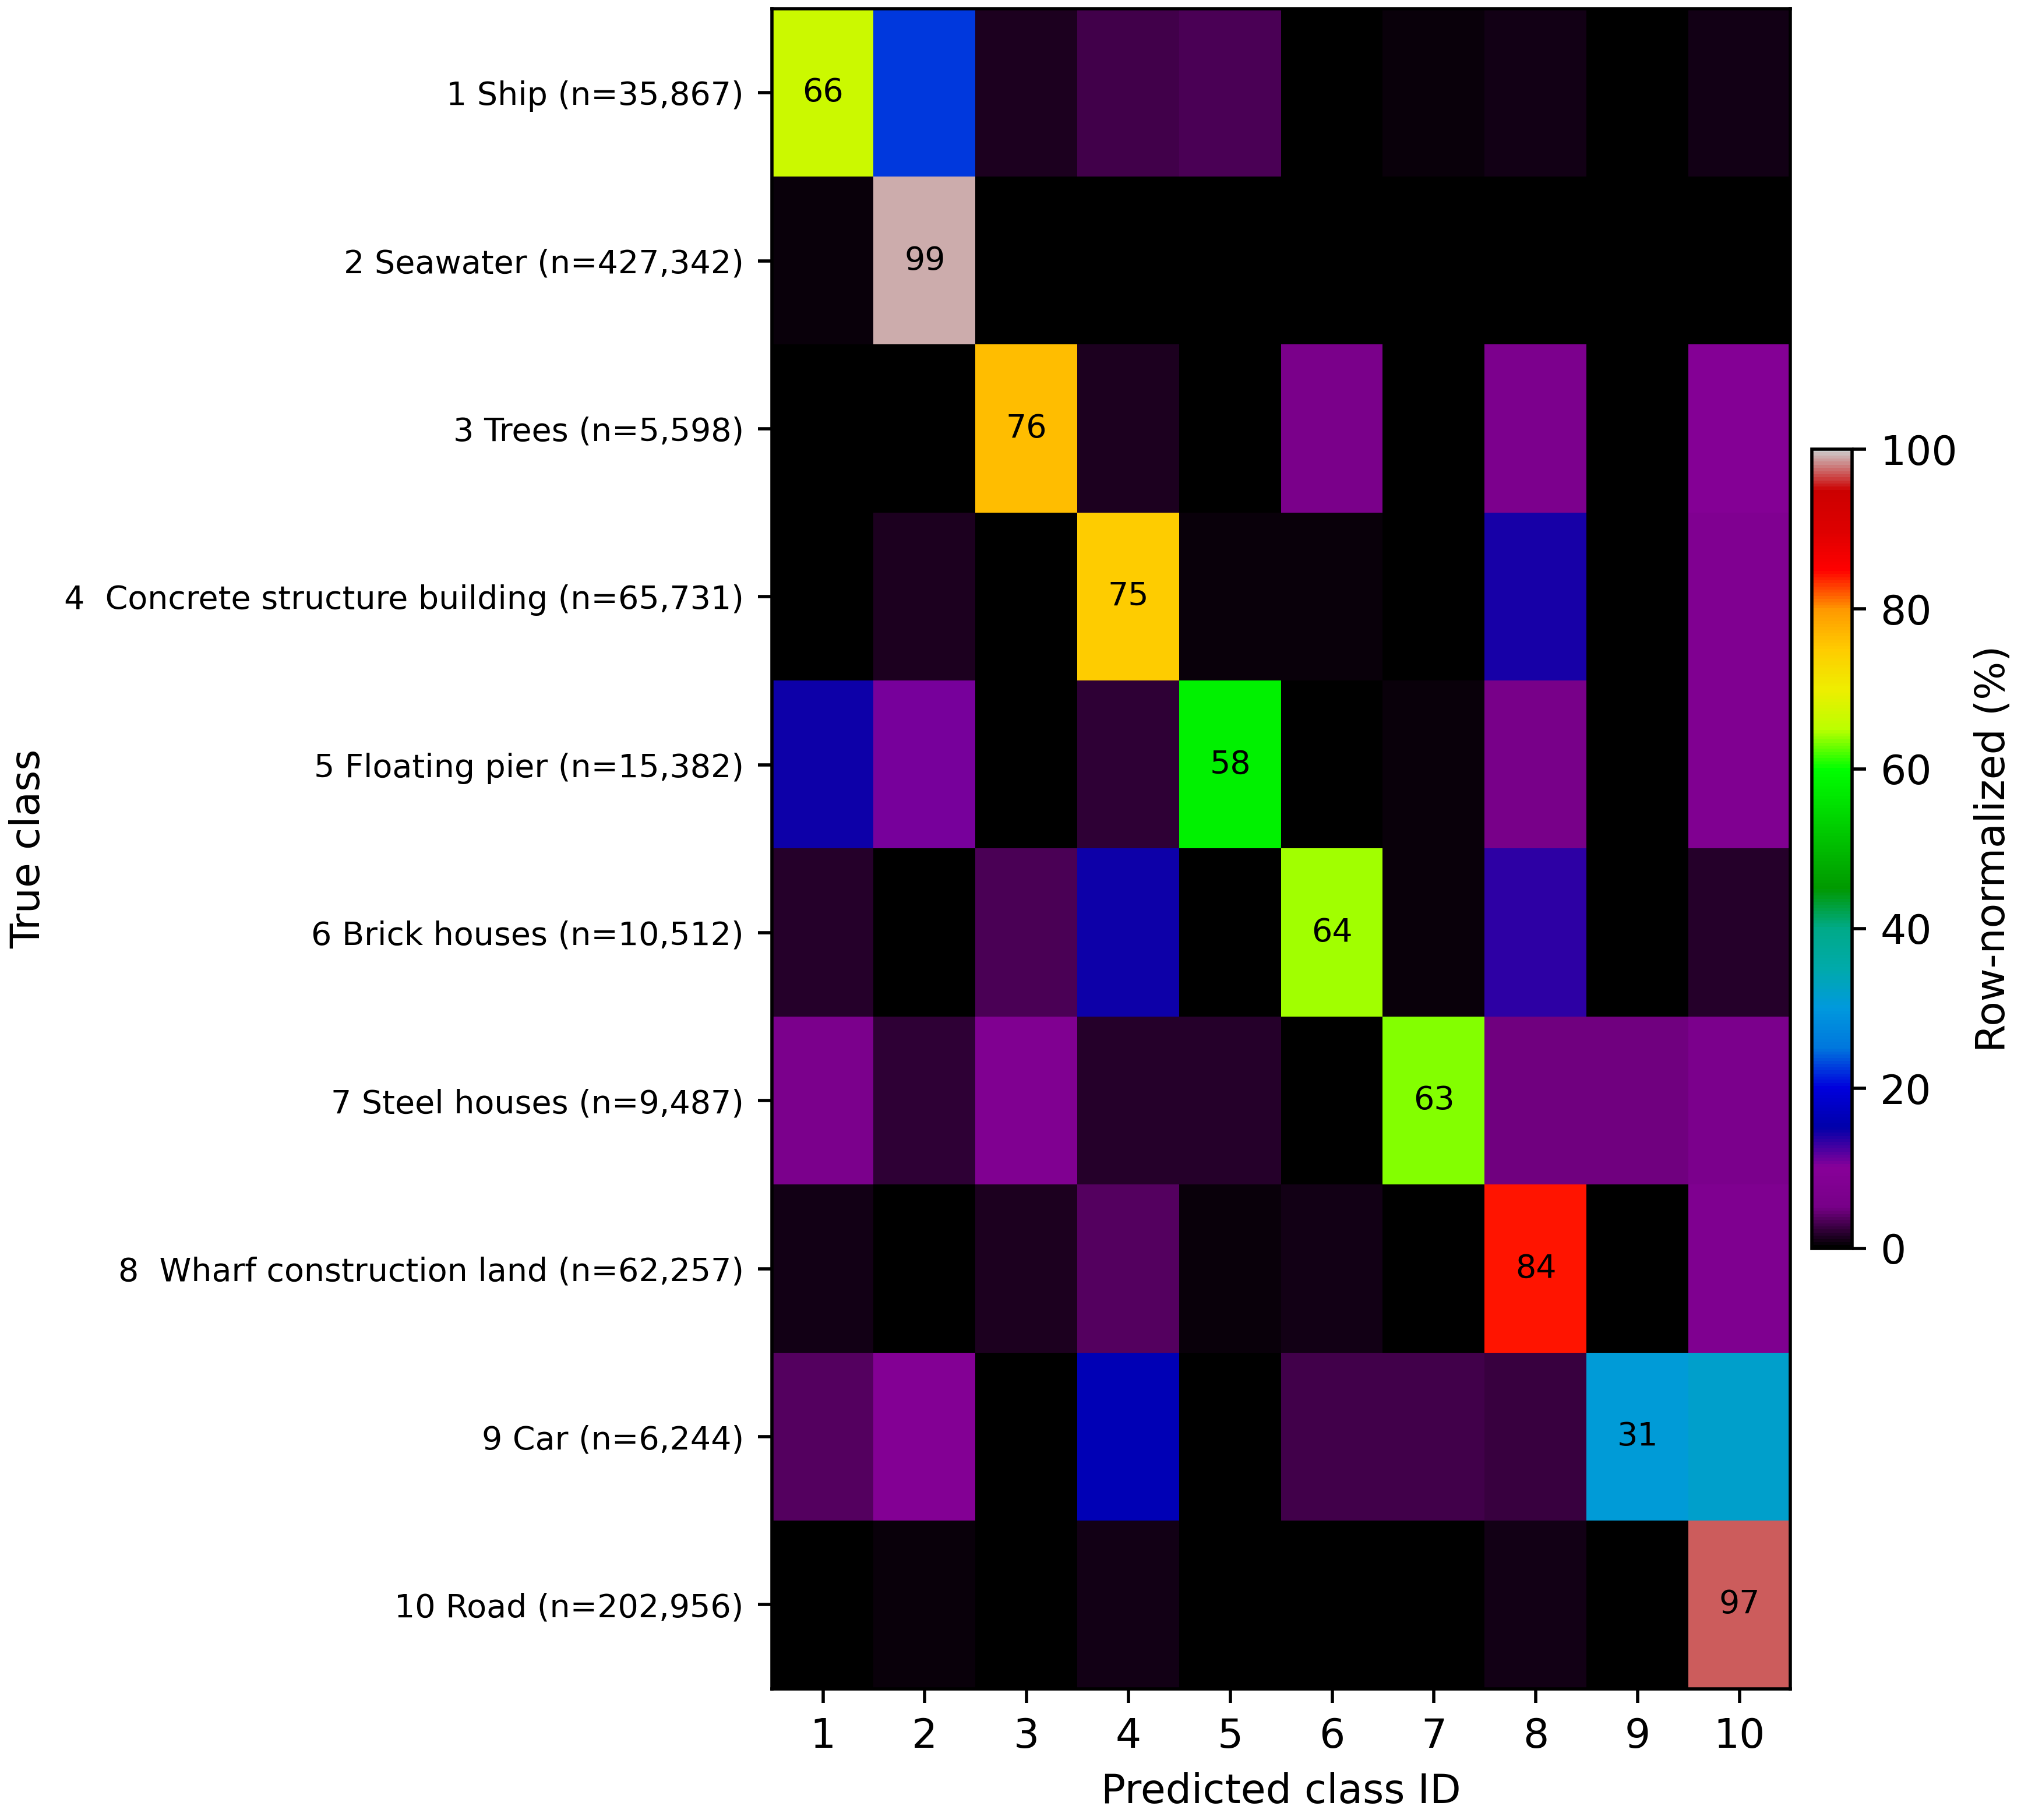 1 Ship (n=35,867)
66
2 Seawater (n=427,342)
99
3 Trees (n=5,598)
76
4  Concrete structure building (n=65,731)
75
5 Floating pier (n=15,382)
58
6 Brick houses (n=10,512)
64
7 Steel houses (n=9,487)
63
8  Wharf construction land (n=62,257)
84
9 Car (n=6,244)
31
10 Road (n=202,956)
97
True class
1 2 3 4 5 6 7 8 9 10
Predicted class ID
100
80
60
40
20
0
Row-normalized (%)